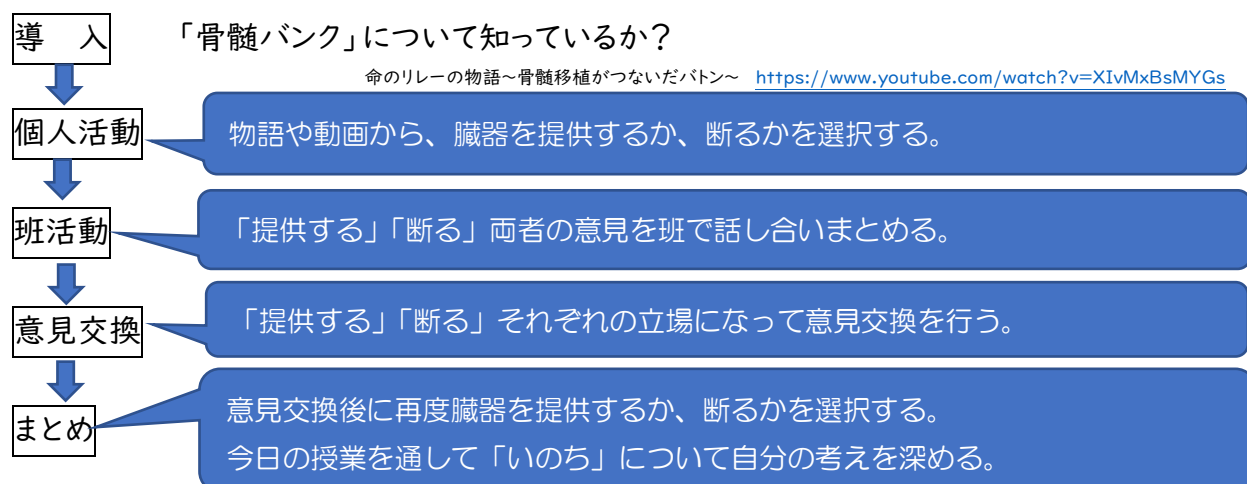 導　入　「骨髄バンク」について知っているか？
命のリレーの物語～骨髄移植がつないだバトン～ https://www.youtube.com/watch?v=XIvMxBsMYGs
個人活動
物語や動画から、臓器を提供するか、断るかを選択する。
班活動
「提供する」「断る」両者の意見を班で話し合いまとめる。
意見交換
「提供する」「断る」それぞれの立場になって意見交換を行う。
まとめ
意見交換後に再度臓器を提供するか、断るかを選択する。
今日の授業を通して「いのち」について自分の考えを深める。